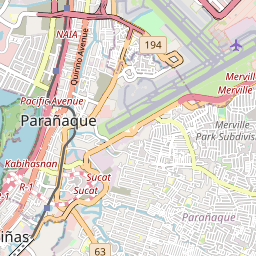 NAIA
Quirino Avenue
194
Merville
Merville
Pacific Avenue
Parañaque
Merville
Park Subdivis
Kabihasnan
Sucat
Sucat
R-1
R-1
Parañaque
iñas
63